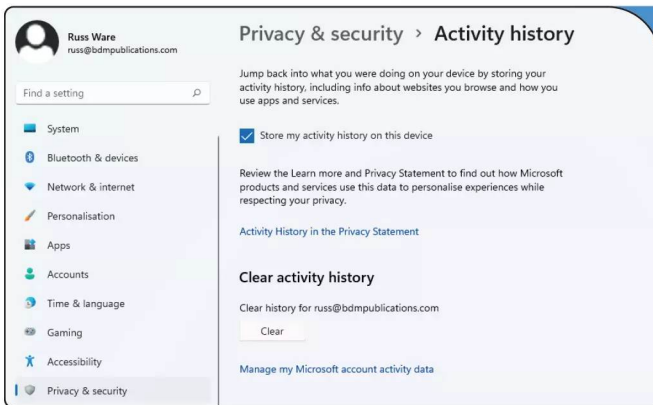 Russ Ware
russ@bdmpublications.com
Find a setting
System
Bluetooth & devices
Network & internet
Personalisation
Apps
Accounts
Time & language
Gaming
Accessibility
Privacy & security
Privacy & security > Activity history
Jump back into what you were doing on your device by storing your
activity history, including info about websites you browse and how you
use apps and services.
Store my activity history on this device
Review the Learn more and Privacy Statement to find out how Microsoft
products and services use this data to personalise experiences while
respecting your privacy.
Activity History in the Privacy Statement
Clear activity history
Clear history for russ@bdmpublications.com
Clear
Manage my Microsoft account activity data